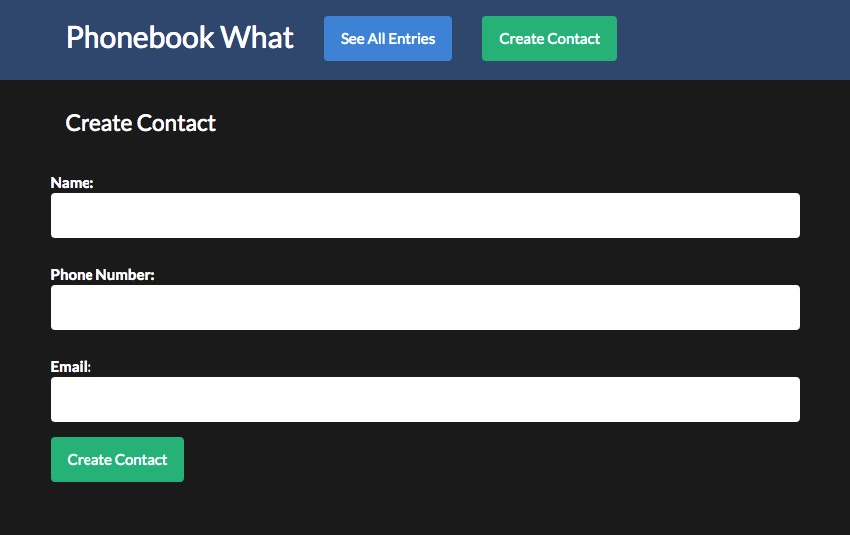 Phonebook What See All Entries Create Contact
Create Contact
Name:
Phone Number:
Email:
Create Contact